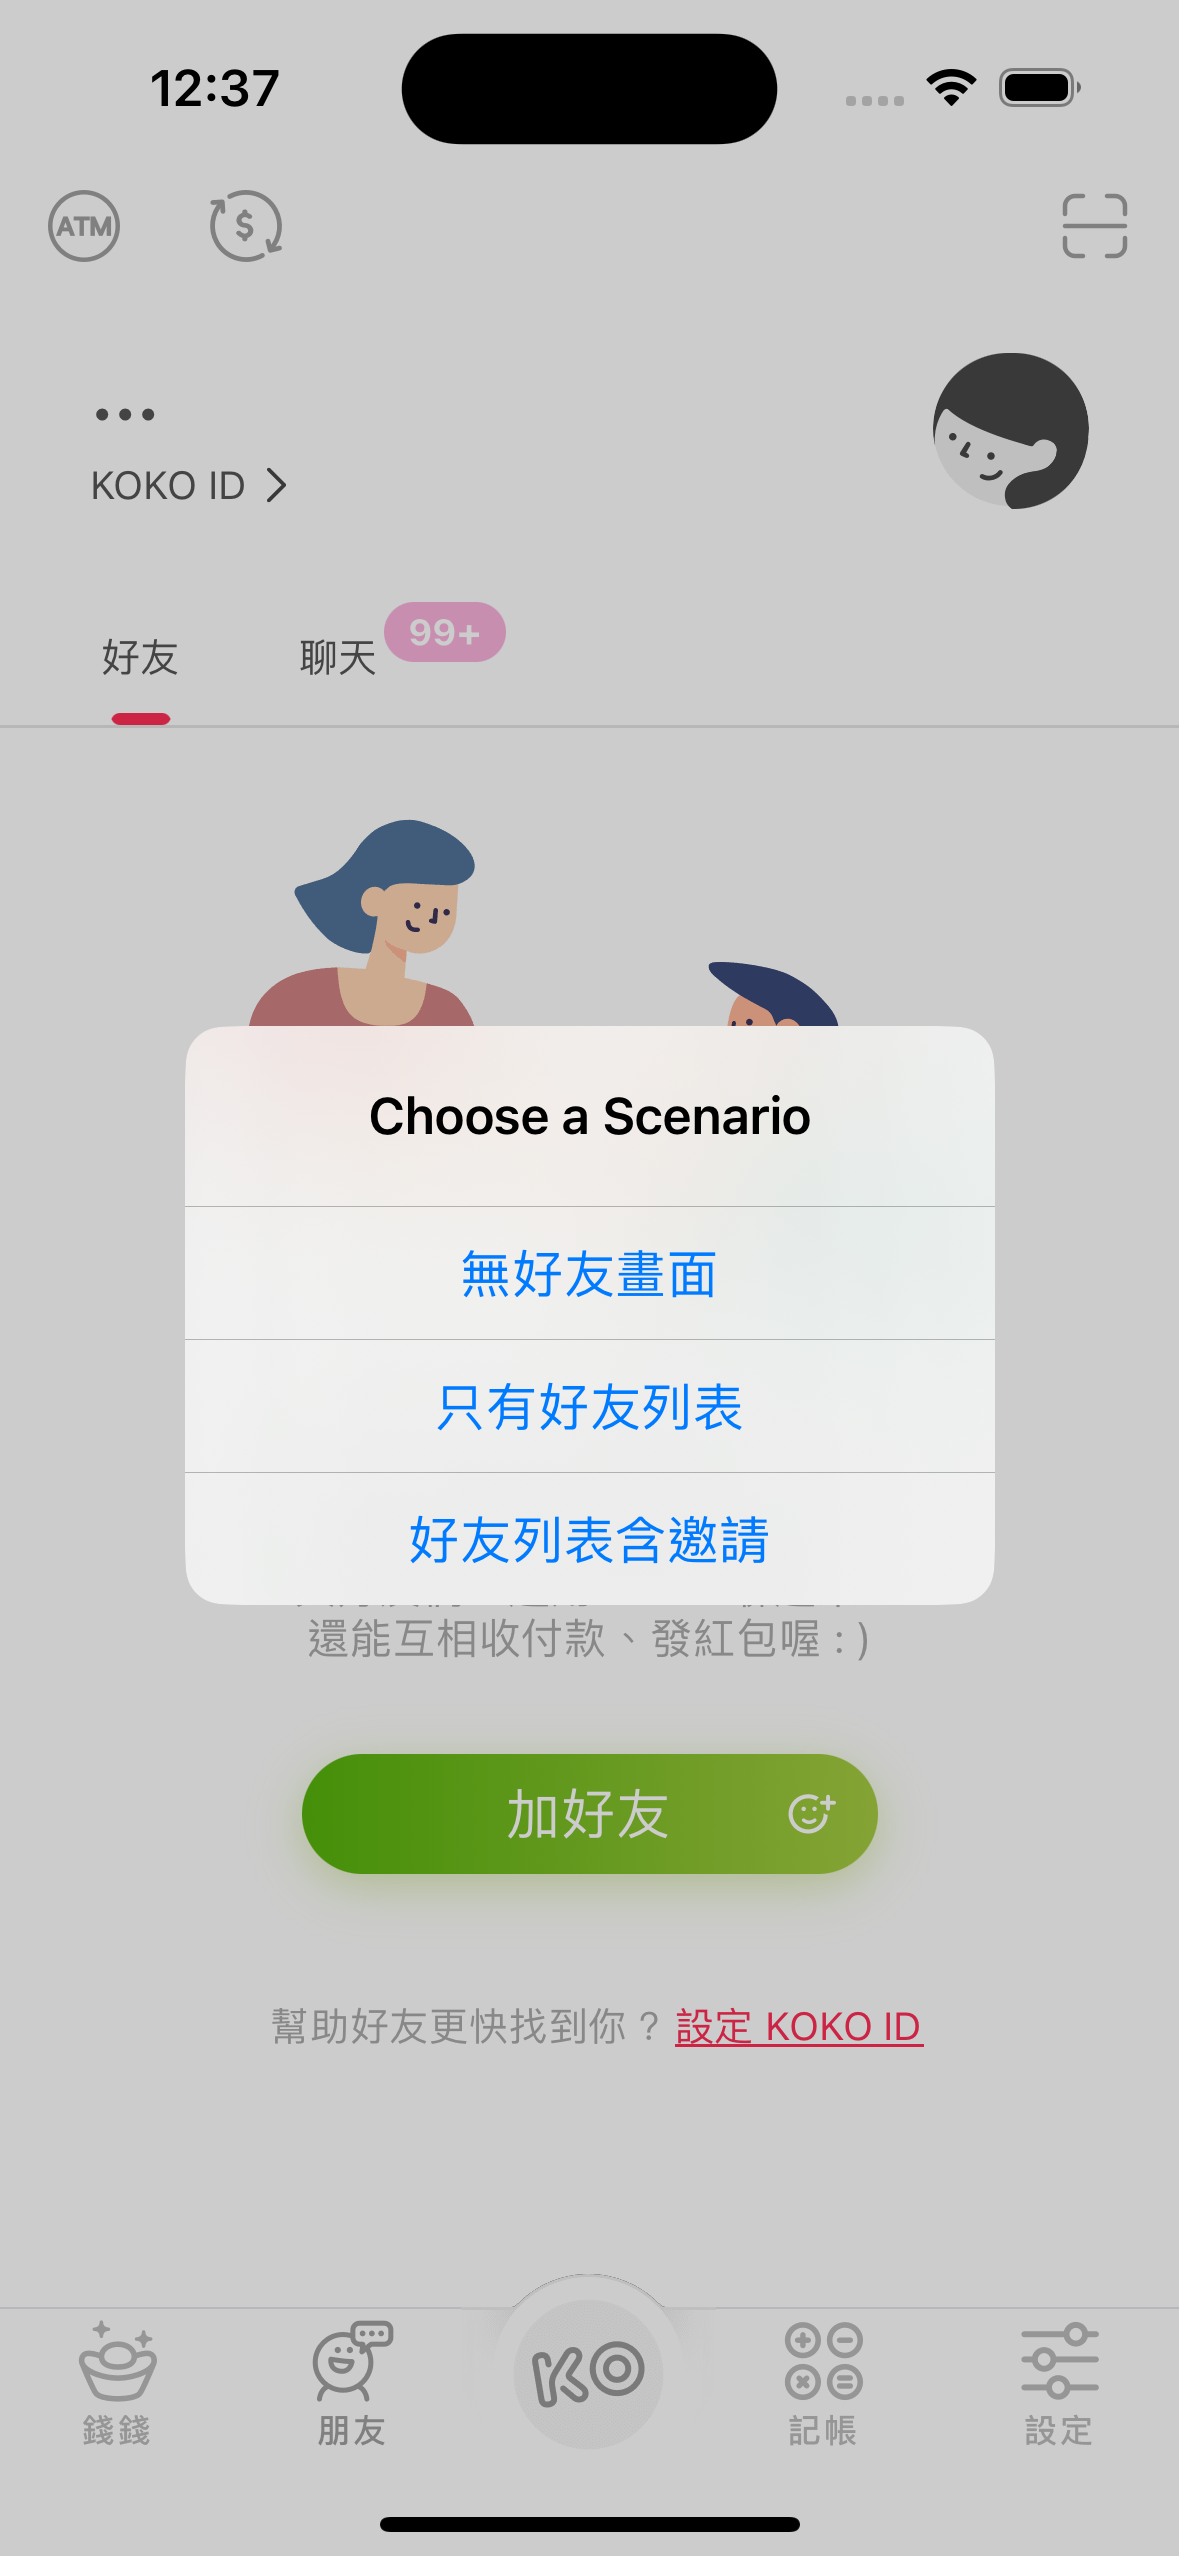 12:37
ATM
$
...
KOKO ID
好友
聊天
99+
Choose a Scenario
無好友畫面
只有好友列表
好友列表含邀請
還能互相收付款、發紅包喔：)
加好友
幫助好友更快找到你？設定 KOKO ID
錢錢
朋友
KO
記帳
設定